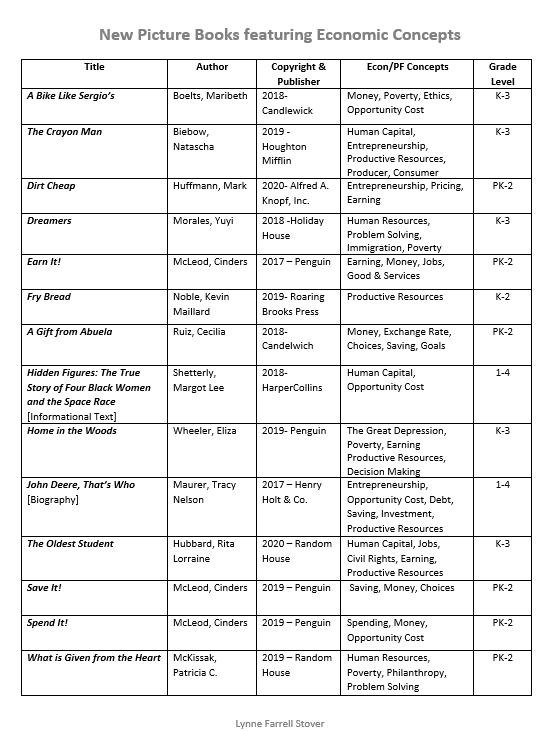 New Picture Books featuring Economic Concepts
Title Author Copyright & Publisher Econ/PF Concepts Grade Level
A Bike Like Sergio's Boelts, Maribeth 2018- Candlewick Money, Poverty, Ethics, Opportunity Cost K-3
The Crayon Man Biebow, Natascha 2019 - Houghton Mifflin Human Capital, Entrepreneurship, Productive Resources, Producer, Consumer K-3
Dirt Cheap Huffmann, Mark 2020- Alfred A. Knopf, Inc. Entrepreneurship, Pricing, Earning PK-2
Dreamers Morales, Yuyi 2018 -Holiday House Human Resources, Problem Solving, Immigration, Poverty K-3
Earn It! McLeod, Cinders 2017 – Penguin Earning, Money, Jobs, Good & Services PK-2
Fry Bread Noble, Kevin Maillard 2019- Roaring Brooks Press Productive Resources K-2
A Gift from Abuela Ruiz, Cecilia 2018- Candelwich Money, Exchange Rate, Choices, Saving, Goals PK-2
Hidden Figures: The True Story of Four Black Women and the Space Race [Informational Text] Shetterly, Margot Lee 2018- HarperCollins Human Capital, Opportunity Cost 1-4
Home in the Woods Wheeler, Eliza 2019- Penguin The Great Depression, Poverty, Earning Productive Resources, Decision Making K-3
John Deere, That's Who [Biography] Maurer, Tracy Nelson 2017 – Henry Holt & Co. Entrepreneurship, Opportunity Cost, Debt, Saving, Investment, Productive Resources 1-4
The Oldest Student Hubbard, Rita Lorraine 2020 – Random House Human Capital, Jobs, Civil Rights, Earning, Productive Resources K-3
Save It! McLeod, Cinders 2019 – Penguin Saving, Money, Choices PK-2
Spend It! McLeod, Cinders 2019 – Penguin Spending, Money, Opportunity Cost PK-2
What is Given from the Heart McKissak, Patricia C. 2019 – Random House Human Resources, Poverty, Philanthropy, Problem Solving PK-2
Lynne Farrell Stover